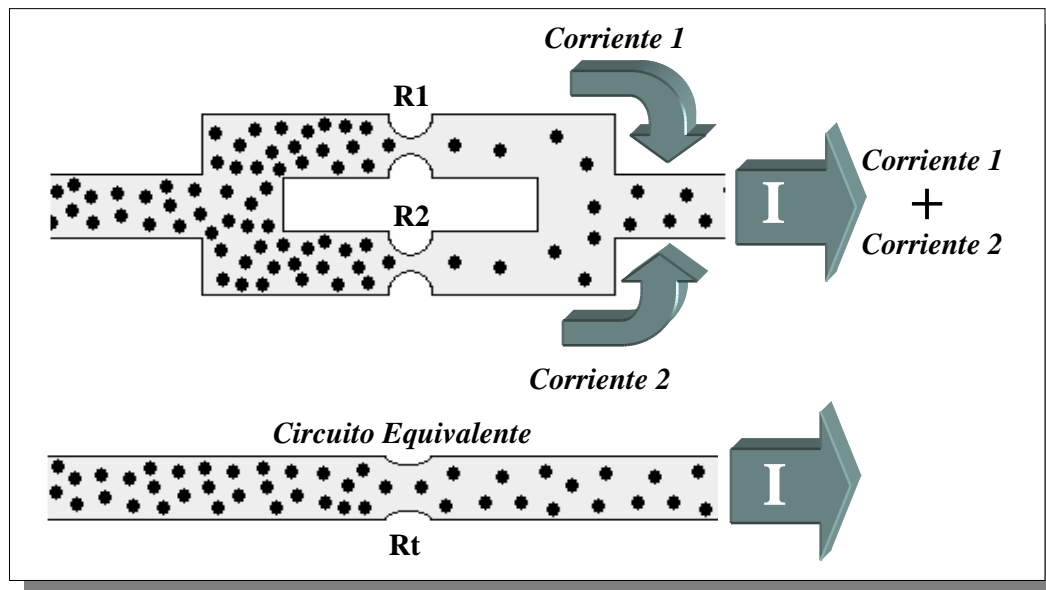 Corriente 1
R1
R2
I
Corriente 1
+
Corriente 2
Corriente 2
Circuito Equivalente
I
Rt